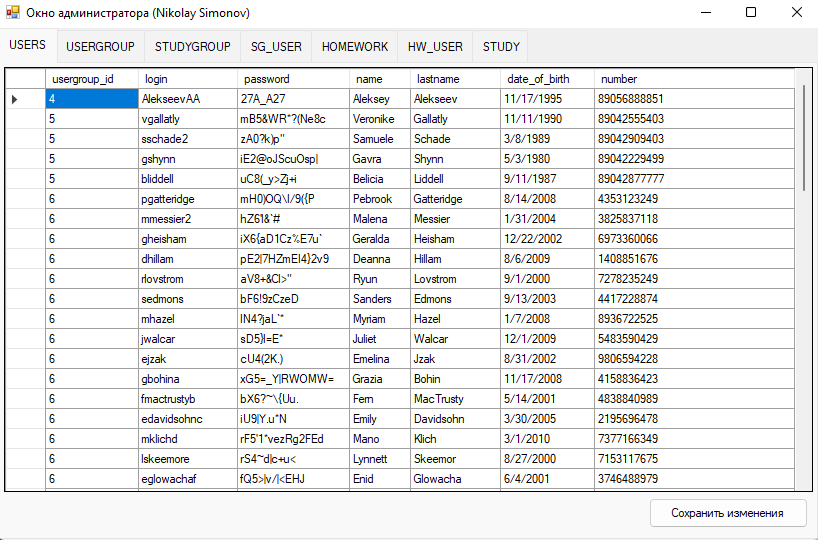 Окно администратора (Nikolay Simonov)
USERS USERGROUP STUDYGROUP SG_USER HOMEWORK HW_USER STUDY
usergroup_id login password name lastname date_of_birth number
4 AlekseevAA 27A_A27 Aleksey Alekseev 11/17/1995 89056888851
5 vgallatly mB5&WR*?(Ne8c Veronike Gallatly 11/11/1990 89042555403
5 sschade2 zA0?k)p" Samuele Schade 3/8/1989 89042909403
5 gshynn iE2@oJScuOsp| Gavra Shynn 5/3/1980 89042229499
5 bliddell uC8(_y>Zj+i Belicia Liddell 9/11/1987 89042877777
6 pgatteridge mH0)OQ\I/9({P Pebrook Gatteridge 8/14/2008 4353123249
6 mmessier2 hZ61&`# Malena Messier 1/31/2004 3825837118
6 gheisham iX6{aD1Cz%E7u` Geralda Heisham 12/22/2002 6973360066
6 dhillam pE2|7HZmEI4}2v9 Deanna Hillam 8/6/2009 1408851676
6 rlovstrom aV8+&CI>" Ryun Lovstrom 9/1/2000 7278235249
6 sedmons bF6!9zCzeD Sanders Edmons 9/13/2003 4417228874
6 mhazel IN4?jaL`* Myriam Hazel 1/7/2008 8936722525
6 jwalcar sD5}!=E* Juliet Walcar 12/1/2009 5483590429
6 ejzak cU4(2K.) Emelina Jzak 8/31/2002 9806594228
6 gbohina xG5=_Y|RWOMW= Grazia Bohin 11/17/2008 4158836423
6 fmactrustyb bX6?~\{Uu. Fern MacTrusty 5/14/2001 4838840989
6 edavidsohnc iU9|Y.u*N Emily Davidsohn 3/30/2005 2195696478
6 mklichd rF5'1*vezRg2FEd Mano Klich 3/1/2010 7377166349
6 lskeemore rS4~d|c+u< Lynnett Skeemor 8/27/2000 7153117675
6 eglowachaf fQ5>|v/|<EHJ Enid Glowacha 6/4/2001 3746488979
Сохранить изменения